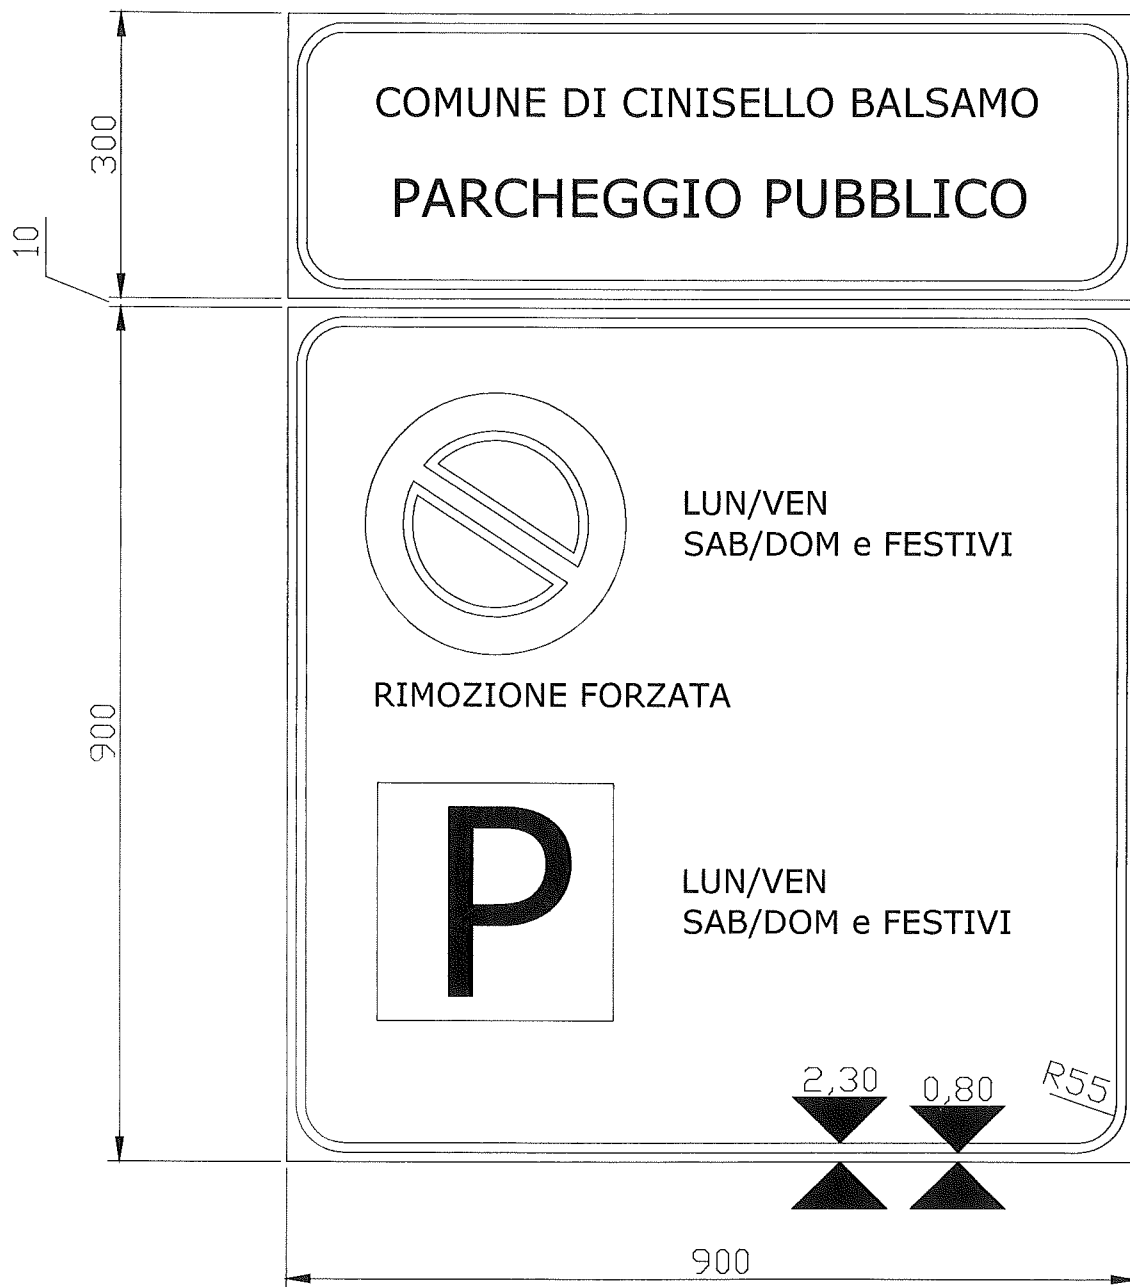 COMUNE DI CINISELLO BALSAMO
300
PARCHEGGIO PUBBLICO
10
LUN/VEN
SAB/DOM e FESTIVI
RIMOZIONE FORZATA
900
P
LUN/VEN
SAB/DOM e FESTIVI
2,30 0,80 R55
900